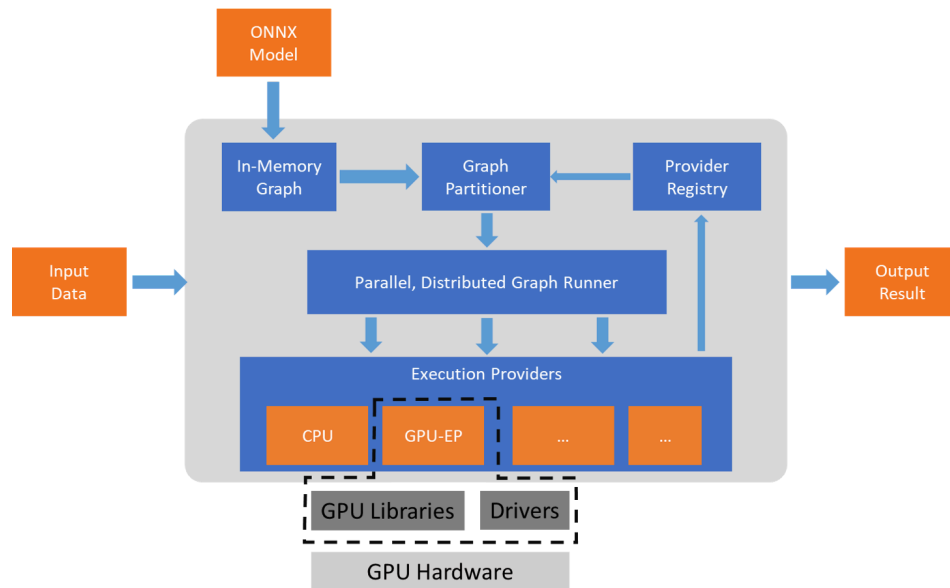 ONNX
Model
In-Memory
Graph
Graph
Partitioner
Provider
Registry
Input
Data
Parallel, Distributed Graph Runner
Output
Result
Execution Providers
CPU
GPU-EP
...
...
GPU Libraries
Drivers
GPU Hardware